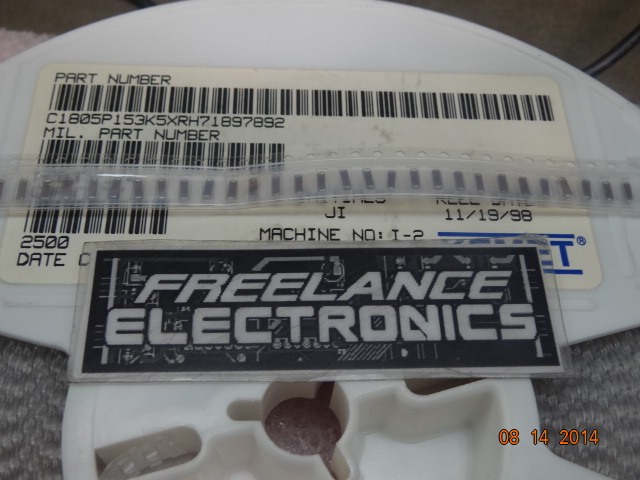 PART NUMBER
C1805P153K5XRH71897892
MIL. PART NUMBER
JI
11/19/98
2500
MACHINE NO: I-2
DATE
FREELANCE
ELECTRONICS
08 14 2014